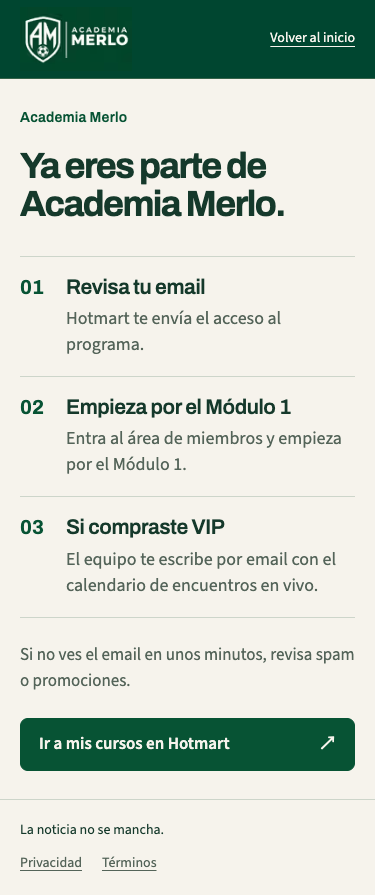 AM ACADEMIA
MERLO
Volver al inicio
Academia Merlo
Ya eres parte de
Academia Merlo.
01 Revisa tu email
Hotmart te envía el acceso al
programa.
02 Empieza por el Módulo 1
Entra al área de miembros y empieza
por el Módulo 1.
03 Si compraste VIP
El equipo te escribe por email con el
calendario de encuentros en vivo.
Si no ves el email en unos minutos, revisa spam
o promociones.
Ir a mis cursos en Hotmart ↗
La noticia no se mancha.
Privacidad Términos